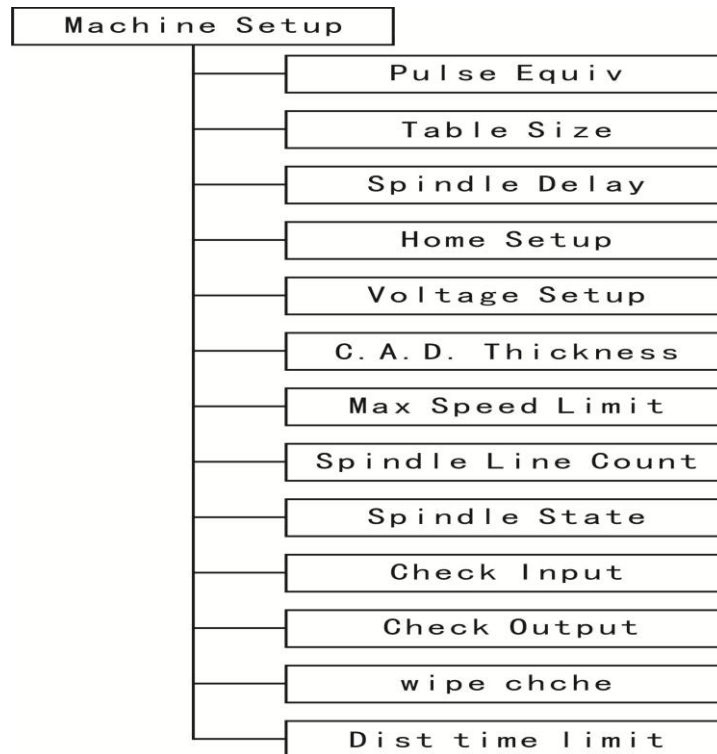 Machine Setup
Pulse Equiv
Table Size
Spindle Delay
Home Setup
Voltage Setup
C.A.D. Thickness
Max Speed Limit
Spindle Line Count
Spindle State
Check Input
Check Output
wipe chche
Dist time limit